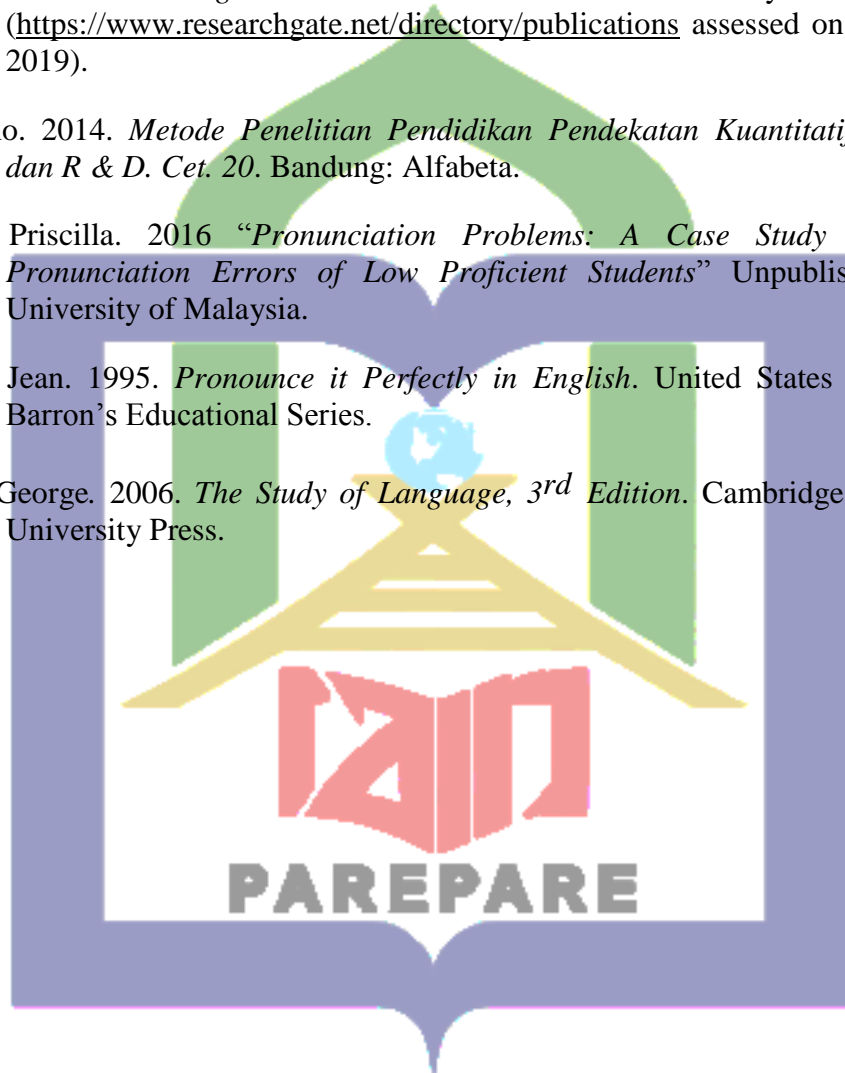 (https://www.researchgate.net/directory/publications assessed on
2019).
o. 2014. Metode Penelitian Pendidikan Pendekatan Kuantitatif
dan R & D. Cet. 20. Bandung: Alfabeta.
Priscilla. 2016 “Pronunciation Problems: A Case Study
Pronunciation Errors of Low Proficient Students” Unpublis
University of Malaysia.
Jean. 1995. Pronounce it Perfectly in English. United States
Barron’s Educational Series.
George. 2006. The Study of Language, 3rd Edition. Cambridge
University Press.
iain
PAREPARE